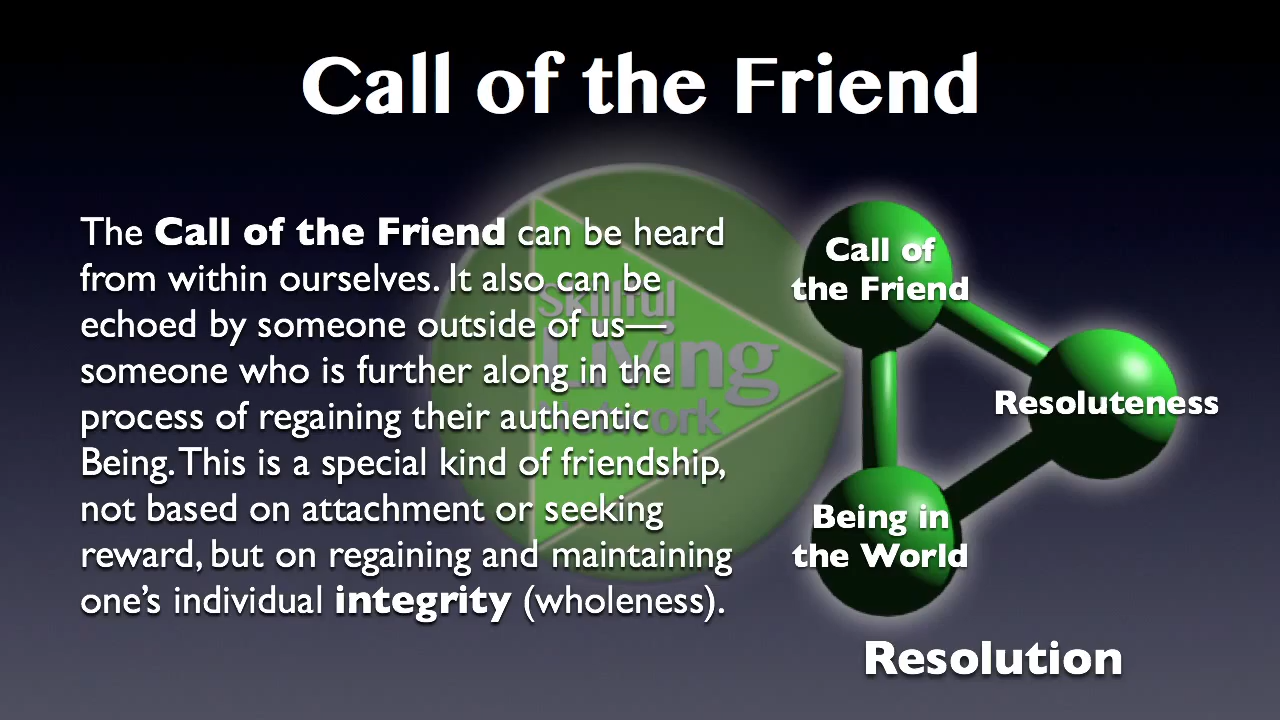 Call of the Friend
The Call of the Friend can be heard
from within ourselves. It also can be
echoed by someone outside of us—
someone who is further along in the
process of regaining their authentic
Being. This is a special kind of friendship,
not based on attachment or seeking
reward, but on regaining and maintaining
one’s individual integrity (wholeness).
Skillful
Living
Network
Call of
the Friend
Resoluteness
Being in
the World
Resolution